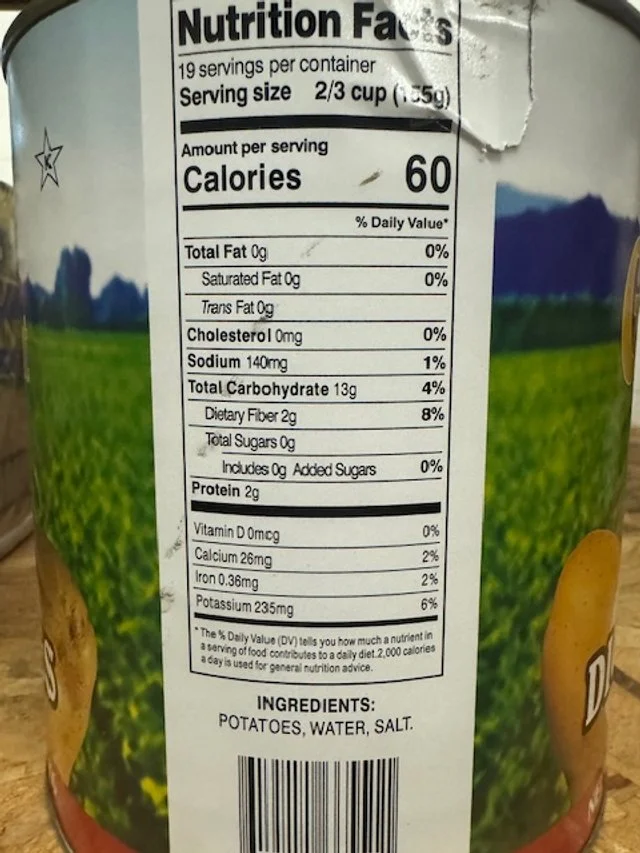 Nutrition Facts
19 servings per container
Serving size 2/3 cup (155g)
Amount per serving
Calories 60
% Daily Value*
Total Fat 0g 0%
Saturated Fat 0g 0%
Trans Fat 0g
Cholesterol 0mg 0%
Sodium 140mg 1%
Total Carbohydrate 13g 4%
Dietary Fiber 2g 8%
Total Sugars 0g
Includes 0g Added Sugars 0%
Protein 2g
Vitamin D 0mcg 0%
Calcium 26mg 2%
Iron 0.36mg 2%
Potassium 235mg 6%
* The % Daily Value (DV) tells you how much a nutrient in
a serving of food contributes to a daily diet.2,000 calories
a day is used for general nutrition advice.
INGREDIENTS:
POTATOES, WATER, SALT.
K
S